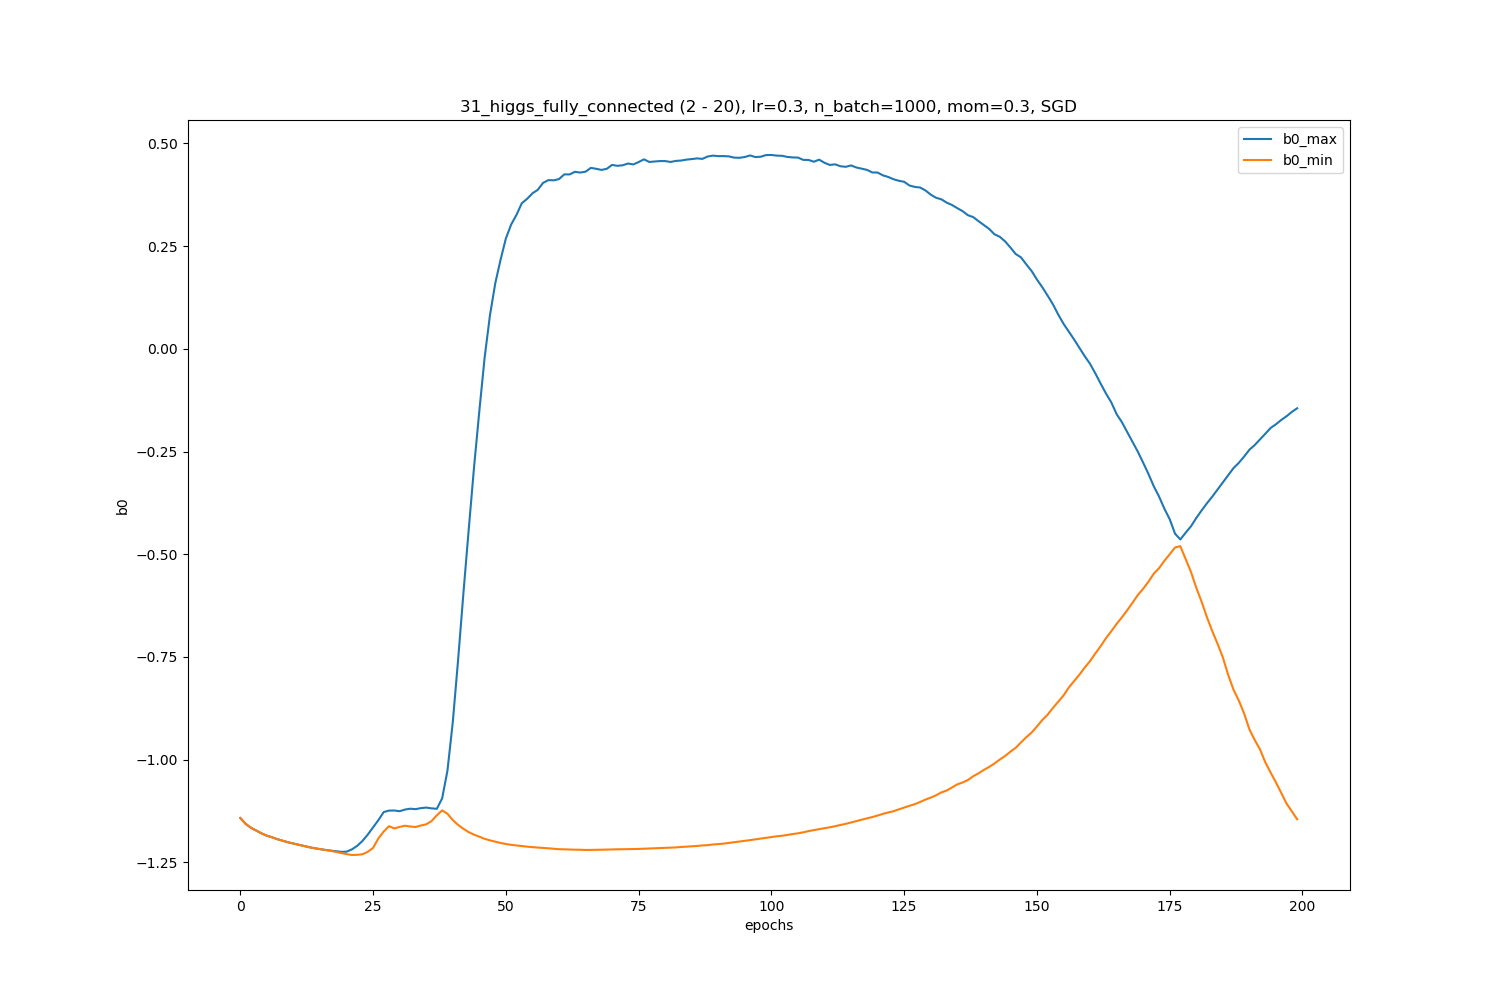 31_higgs_fully_connected (2 - 20), lr=0.3, n_batch=1000, mom=0.3, SGD
b0_max
b0_min
0.50
0.25
0.00
−0.25
−0.50
−0.75
−1.00
−1.25
b0
0 25 50 75 100 125 150 175 200
epochs